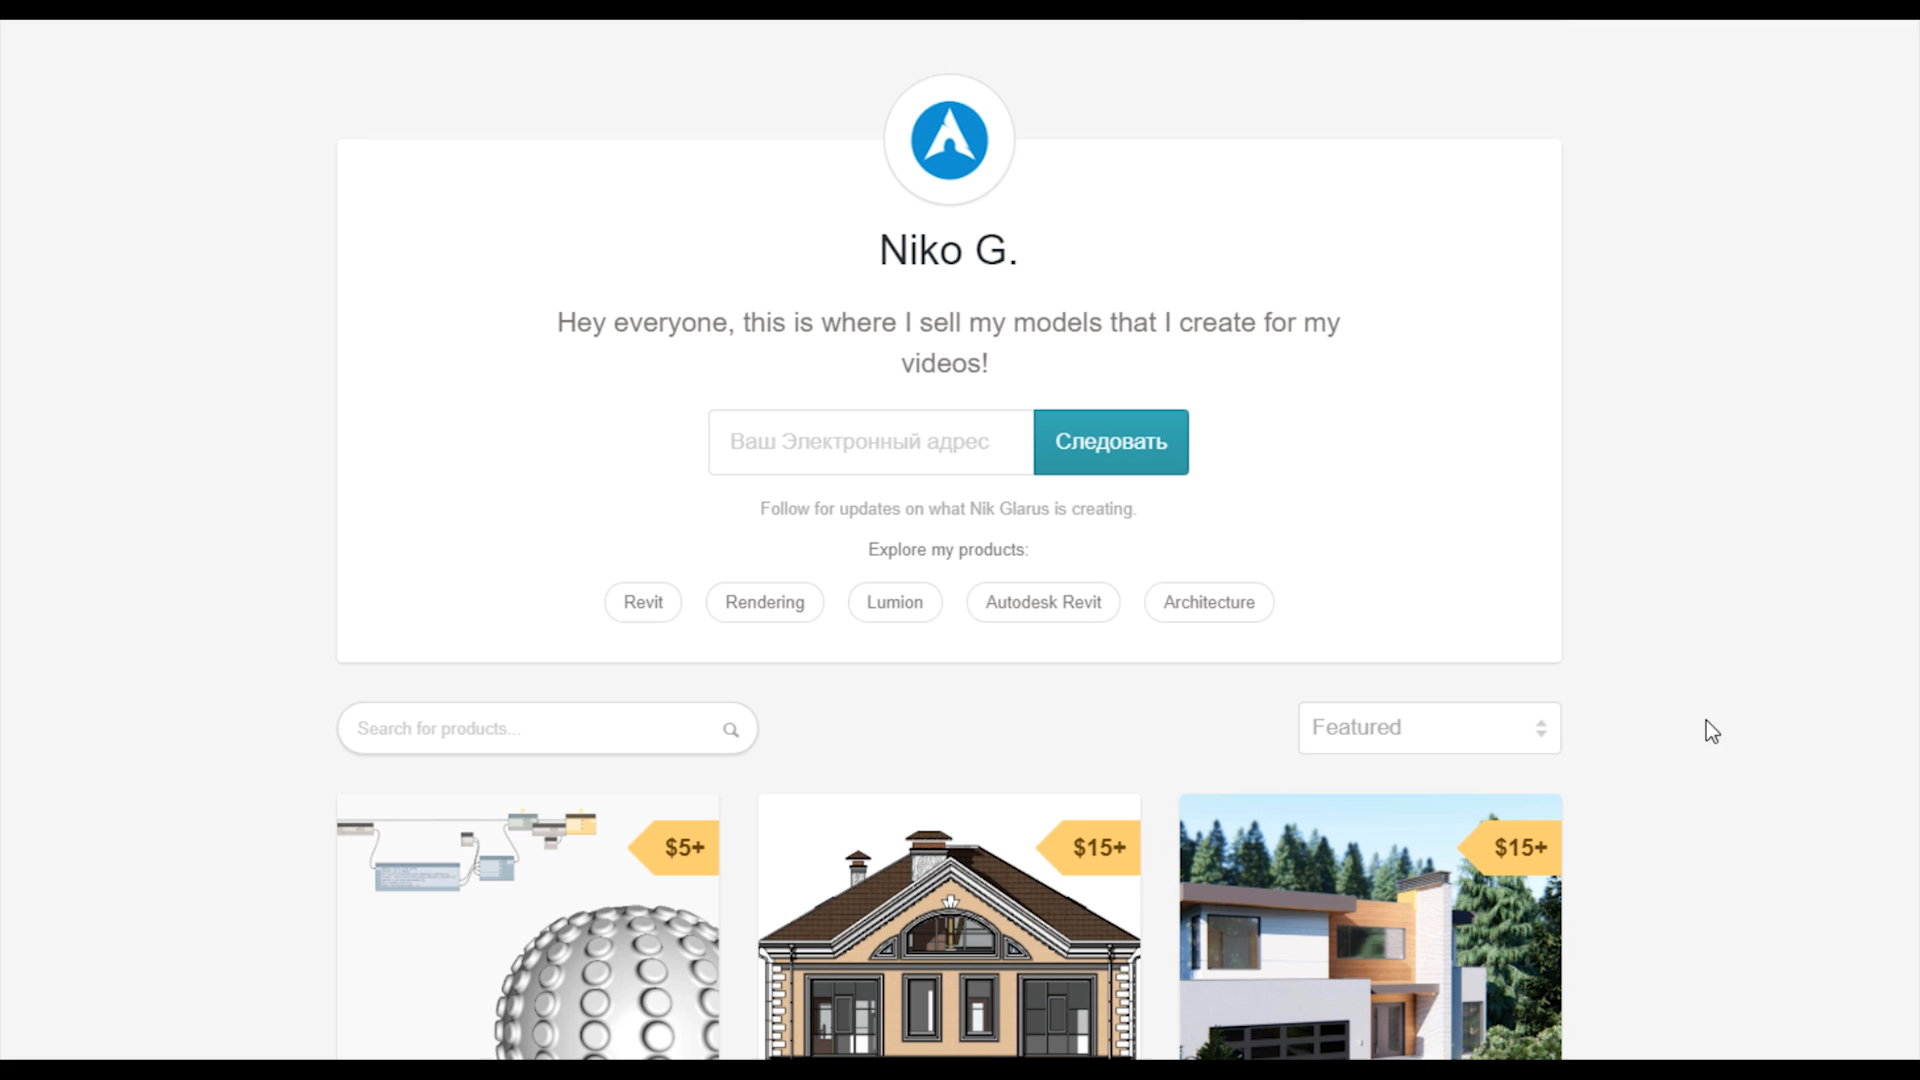 Niko G.
Hey everyone, this is where I sell my models that I create for my
videos!
Ваш Электронный адрес
Следовать
Follow for updates on what Nik Glarus is creating.
Explore my products:
Revit
Rendering
Lumion
Autodesk Revit
Architecture
Search for products...
Featured
$5+
$15+
$15+